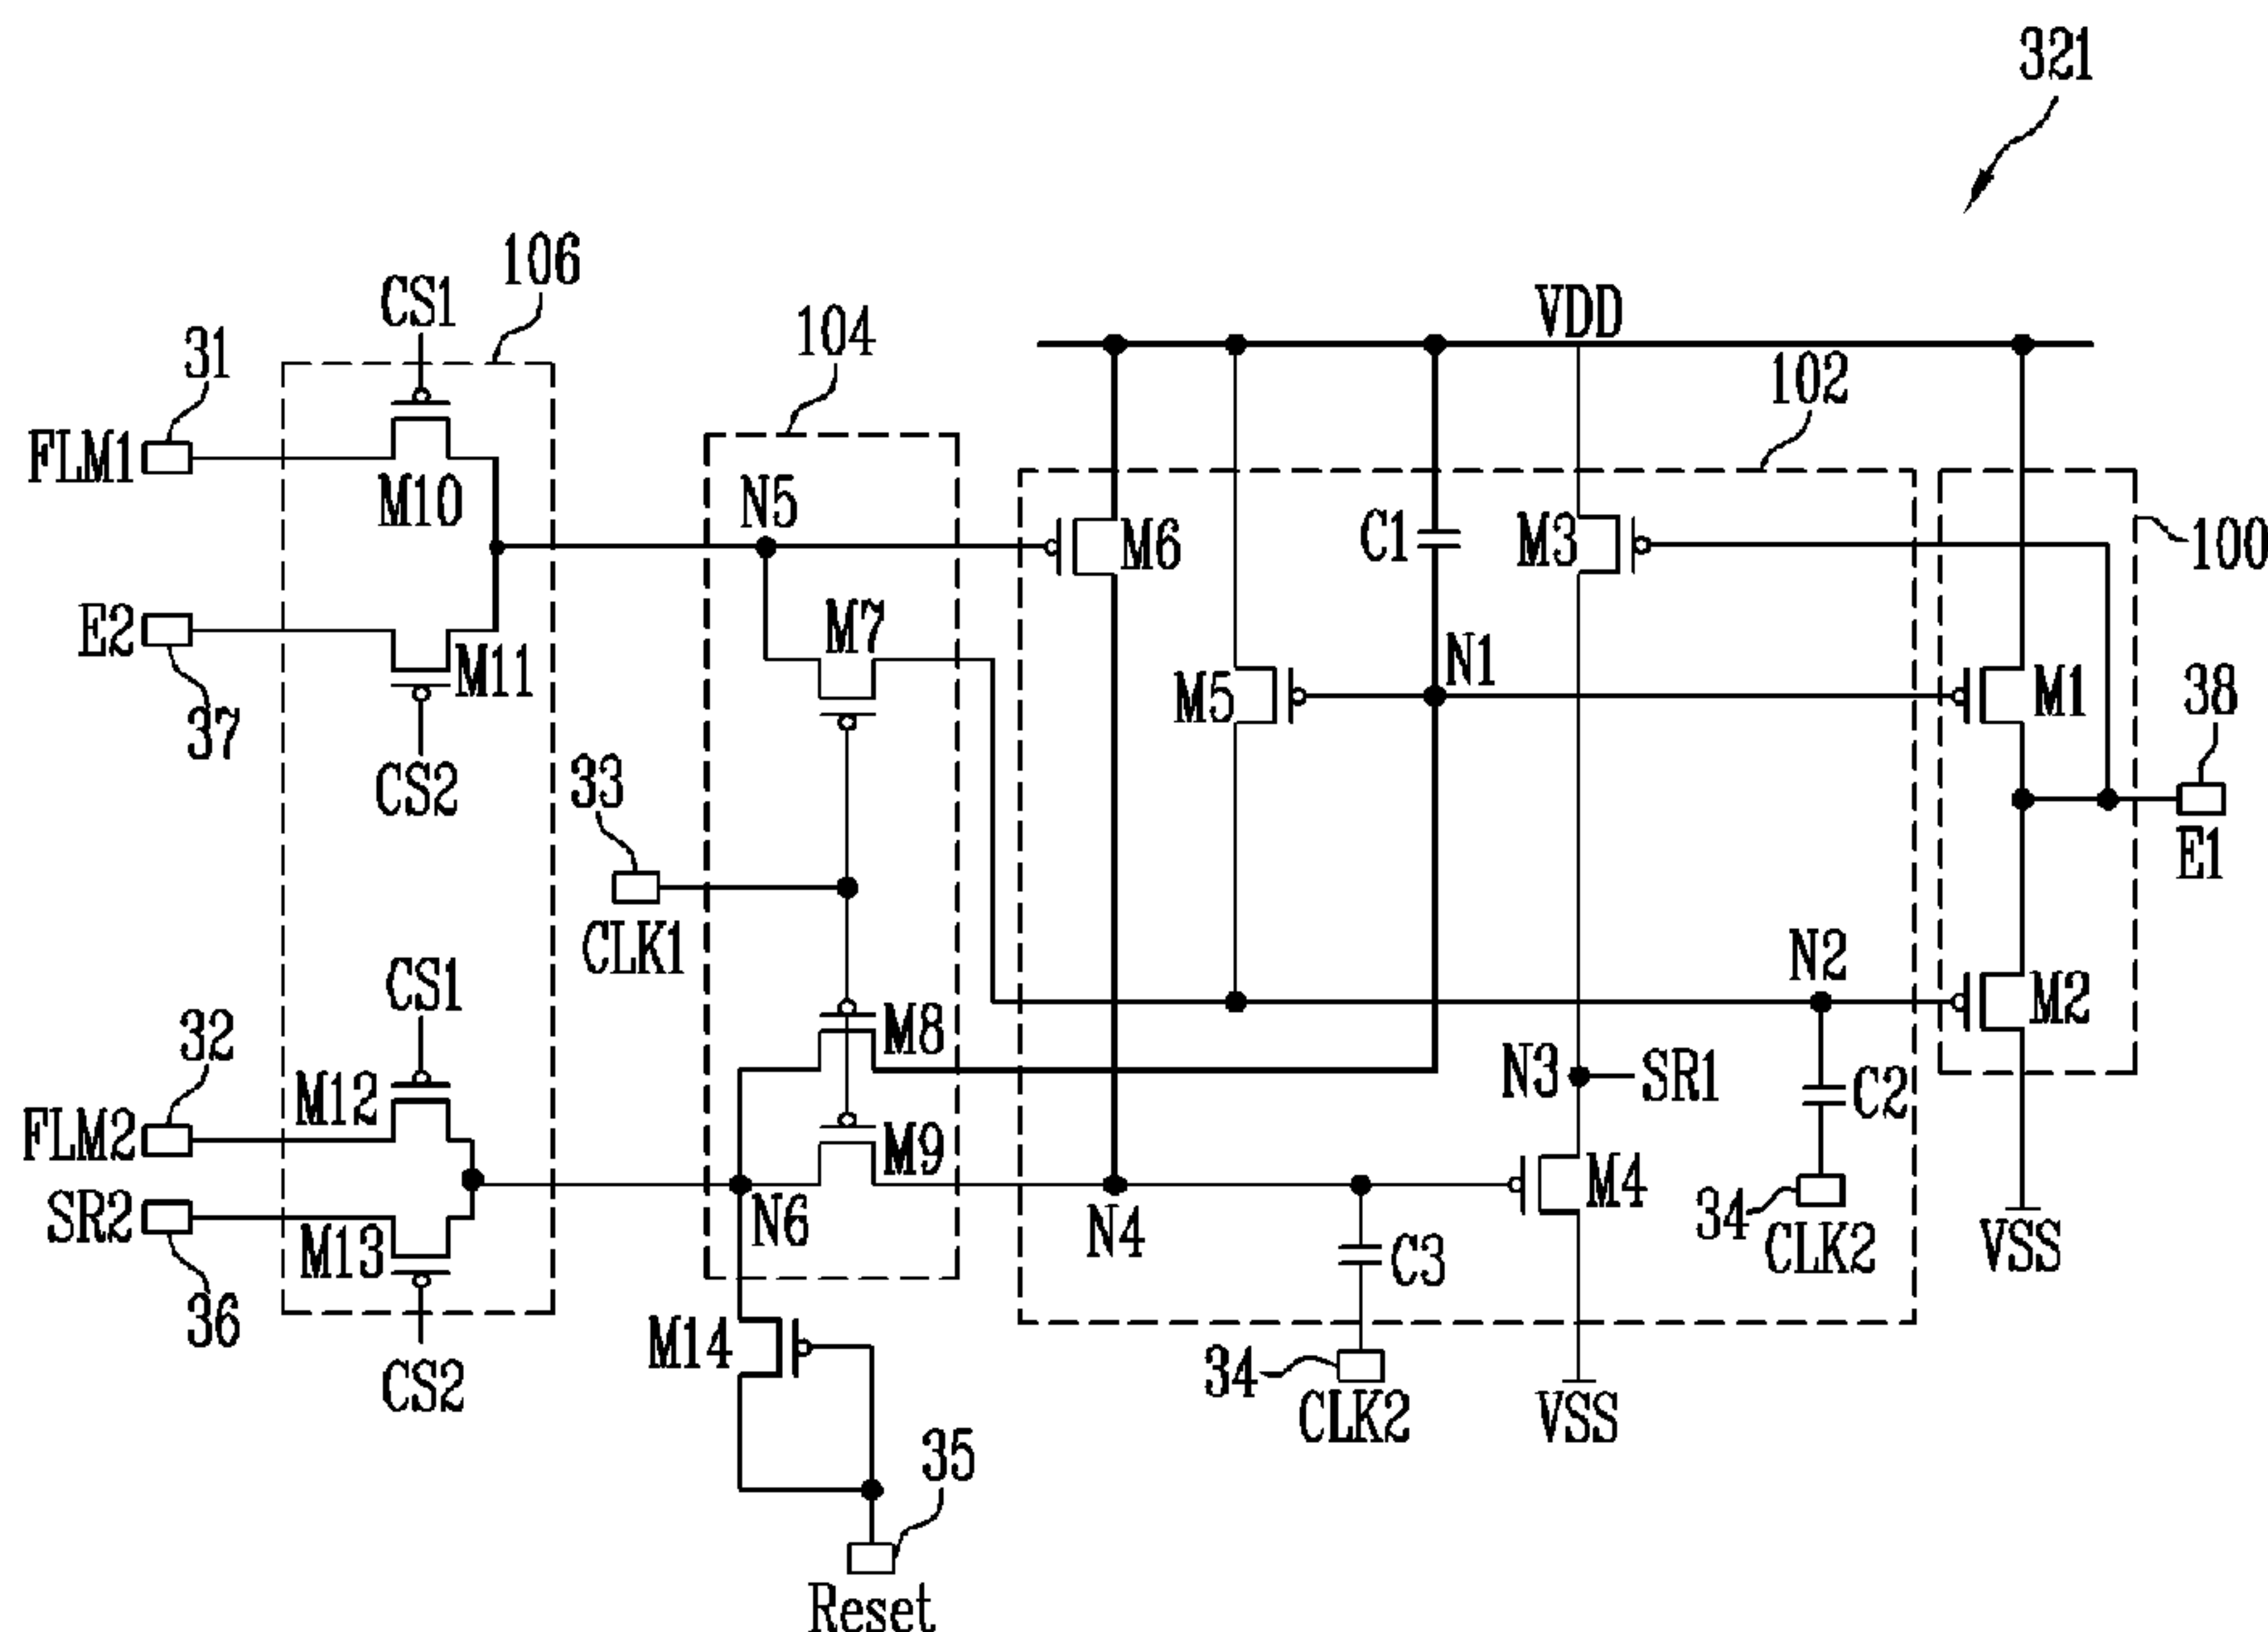 321
106
CS1
104
VDD
31
102
FLM1
N5
M10
M6
C1
M3
100
E2
M7
M11
N1
M5
M1
38
37
CS2
33
E1
CLK1
N2
CS1
M2
32
M8
M12
N3
SR1
C2
FLM2
M9
M4
SR2
N6
N4
34
M13
C3
CLK2
VSS
36
M14
34
CS2
CLK2
VSS
35
Reset